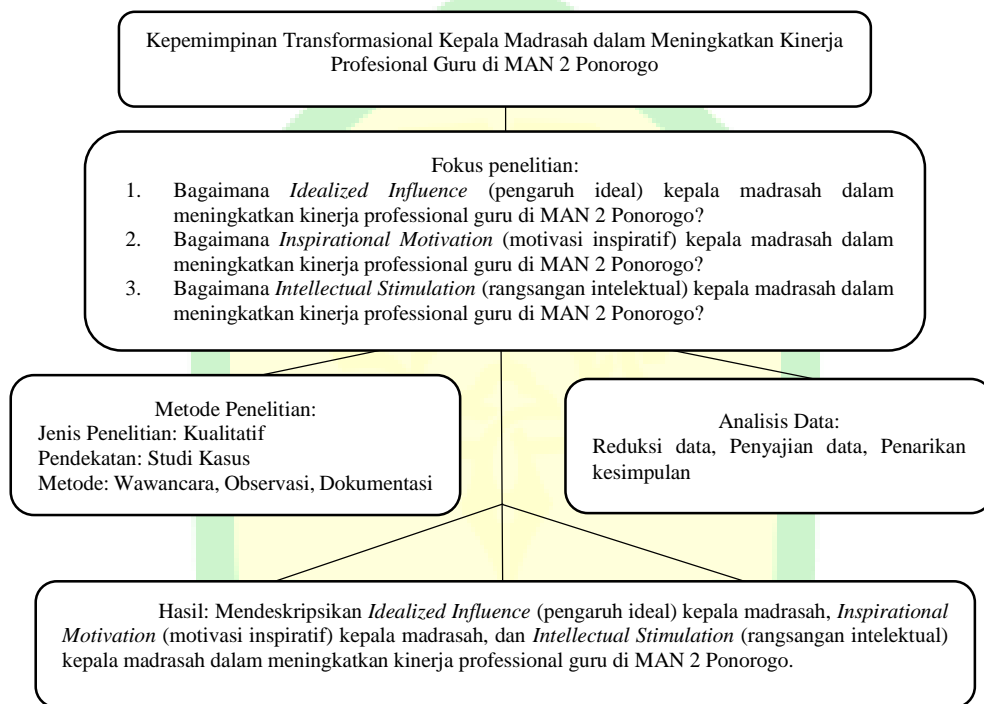 Kepemimpinan Transformasional Kepala Madrasah dalam Meningkatkan Kinerja
Profesional Guru di MAN 2 Ponorogo
Fokus penelitian:
1. Bagaimana Idealized Influence (pengaruh ideal) kepala madrasah dalam
meningkatkan kinerja professional guru di MAN 2 Ponorogo?
2. Bagaimana Inspirational Motivation (motivasi inspiratif) kepala madrasah dalam
meningkatkan kinerja professional guru di MAN 2 Ponorogo?
3. Bagaimana Intellectual Stimulation (rangsangan intelektual) kepala madrasah dalam
meningkatkan kinerja professional guru di MAN 2 Ponorogo?
Metode Penelitian:
Jenis Penelitian: Kualitatif
Pendekatan: Studi Kasus
Metode: Wawancara, Observasi, Dokumentasi
Analisis Data:
Reduksi data, Penyajian data, Penarikan
kesimpulan
Hasil: Mendeskripsikan Idealized Influence (pengaruh ideal) kepala madrasah, Inspirational
Motivation (motivasi inspiratif) kepala madrasah, dan Intellectual Stimulation (rangsangan intelektual)
kepala madrasah dalam meningkatkan kinerja professional guru di MAN 2 Ponorogo.